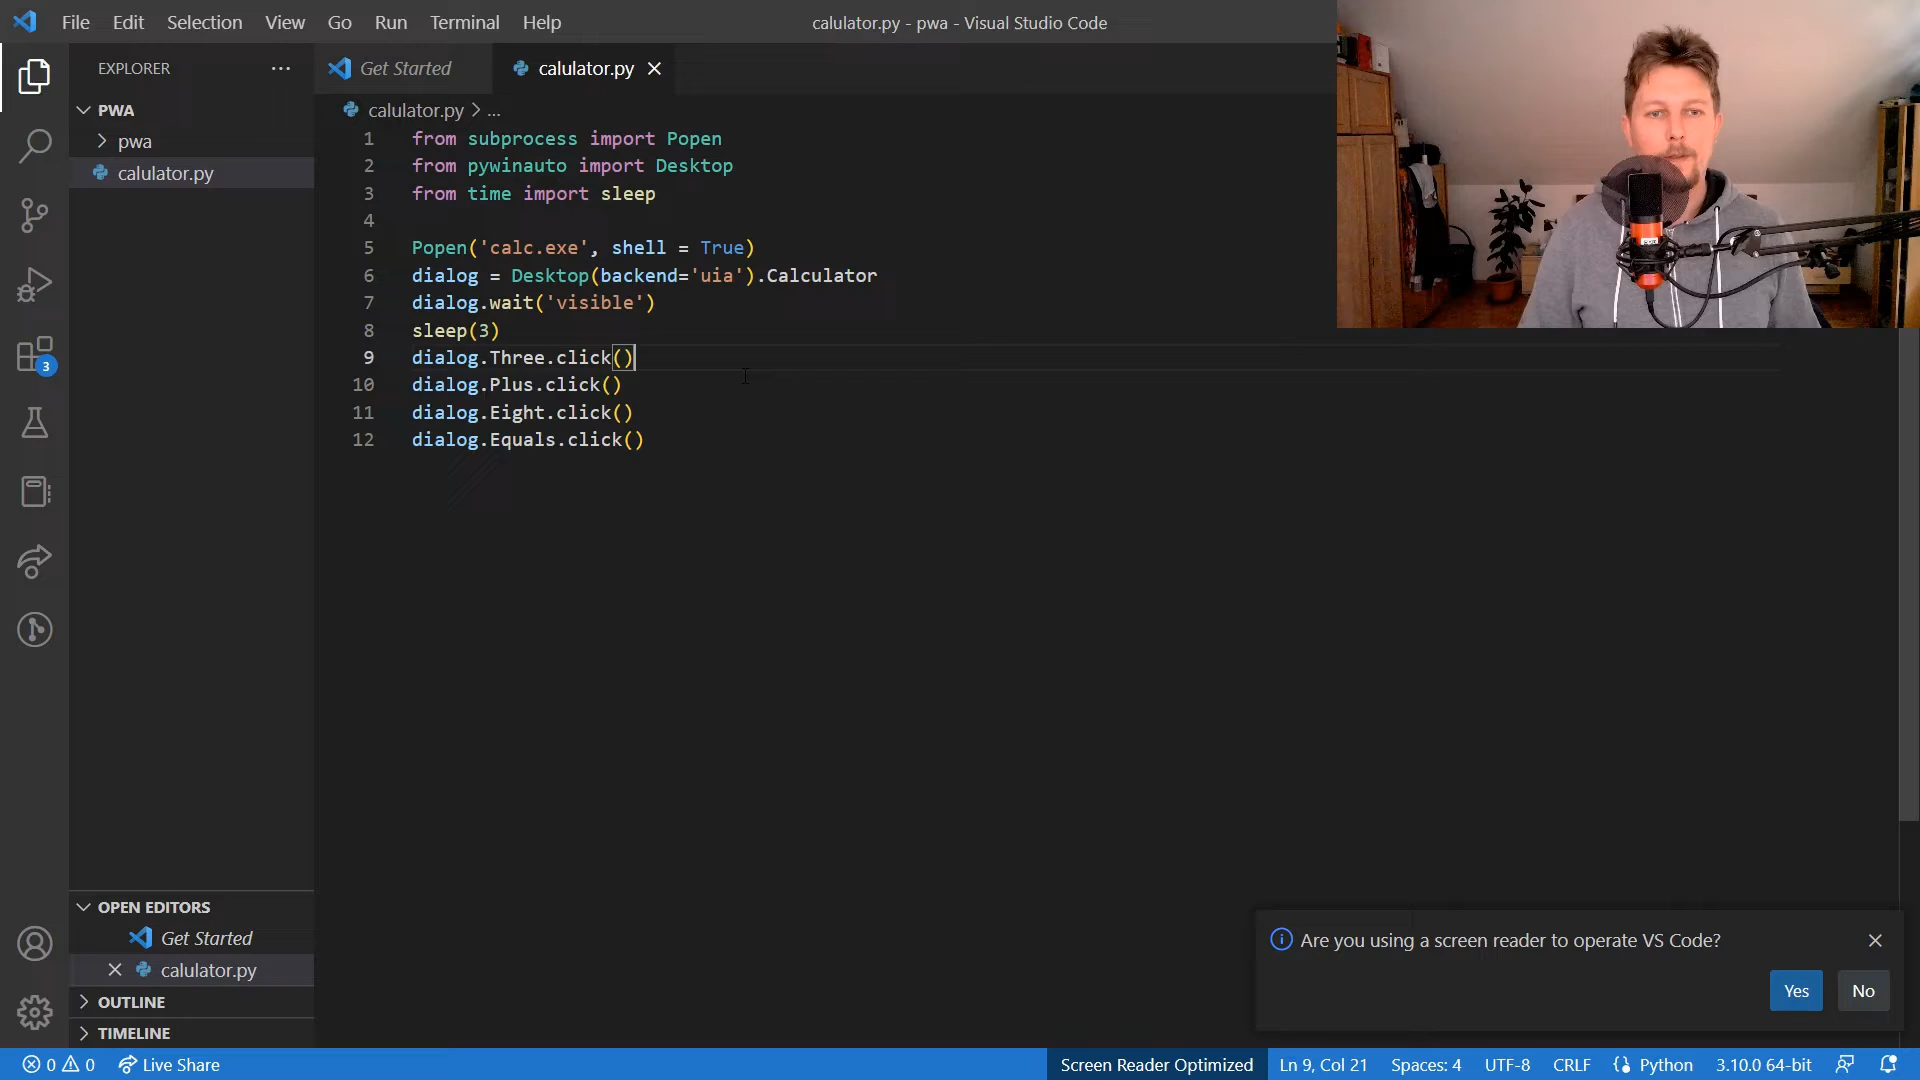 File Edit Selection View Go Run Terminal Help
calulator.py - pwa - Visual Studio Code
EXPLORER
Get Started
calulator.py
PWA
pwa
calulator.py
calulator.py > ...
1 from subprocess import Popen
2 from pywinauto import Desktop
3 from time import sleep
4
5 Popen('calc.exe', shell = True)
6 dialog = Desktop(backend='uia').Calculator
7 dialog.wait('visible')
8 sleep(3)
9 dialog.Three.click()
10 dialog.Plus.click()
11 dialog.Eight.click()
12 dialog.Equals.click()
3
OPEN EDITORS
Get Started
calulator.py
OUTLINE
TIMELINE
Are you using a screen reader to operate VS Code?
Yes No
0 0 Live Share Screen Reader Optimized Ln 9, Col 21 Spaces: 4 UTF-8 CRLF Python 3.10.0 64-bit